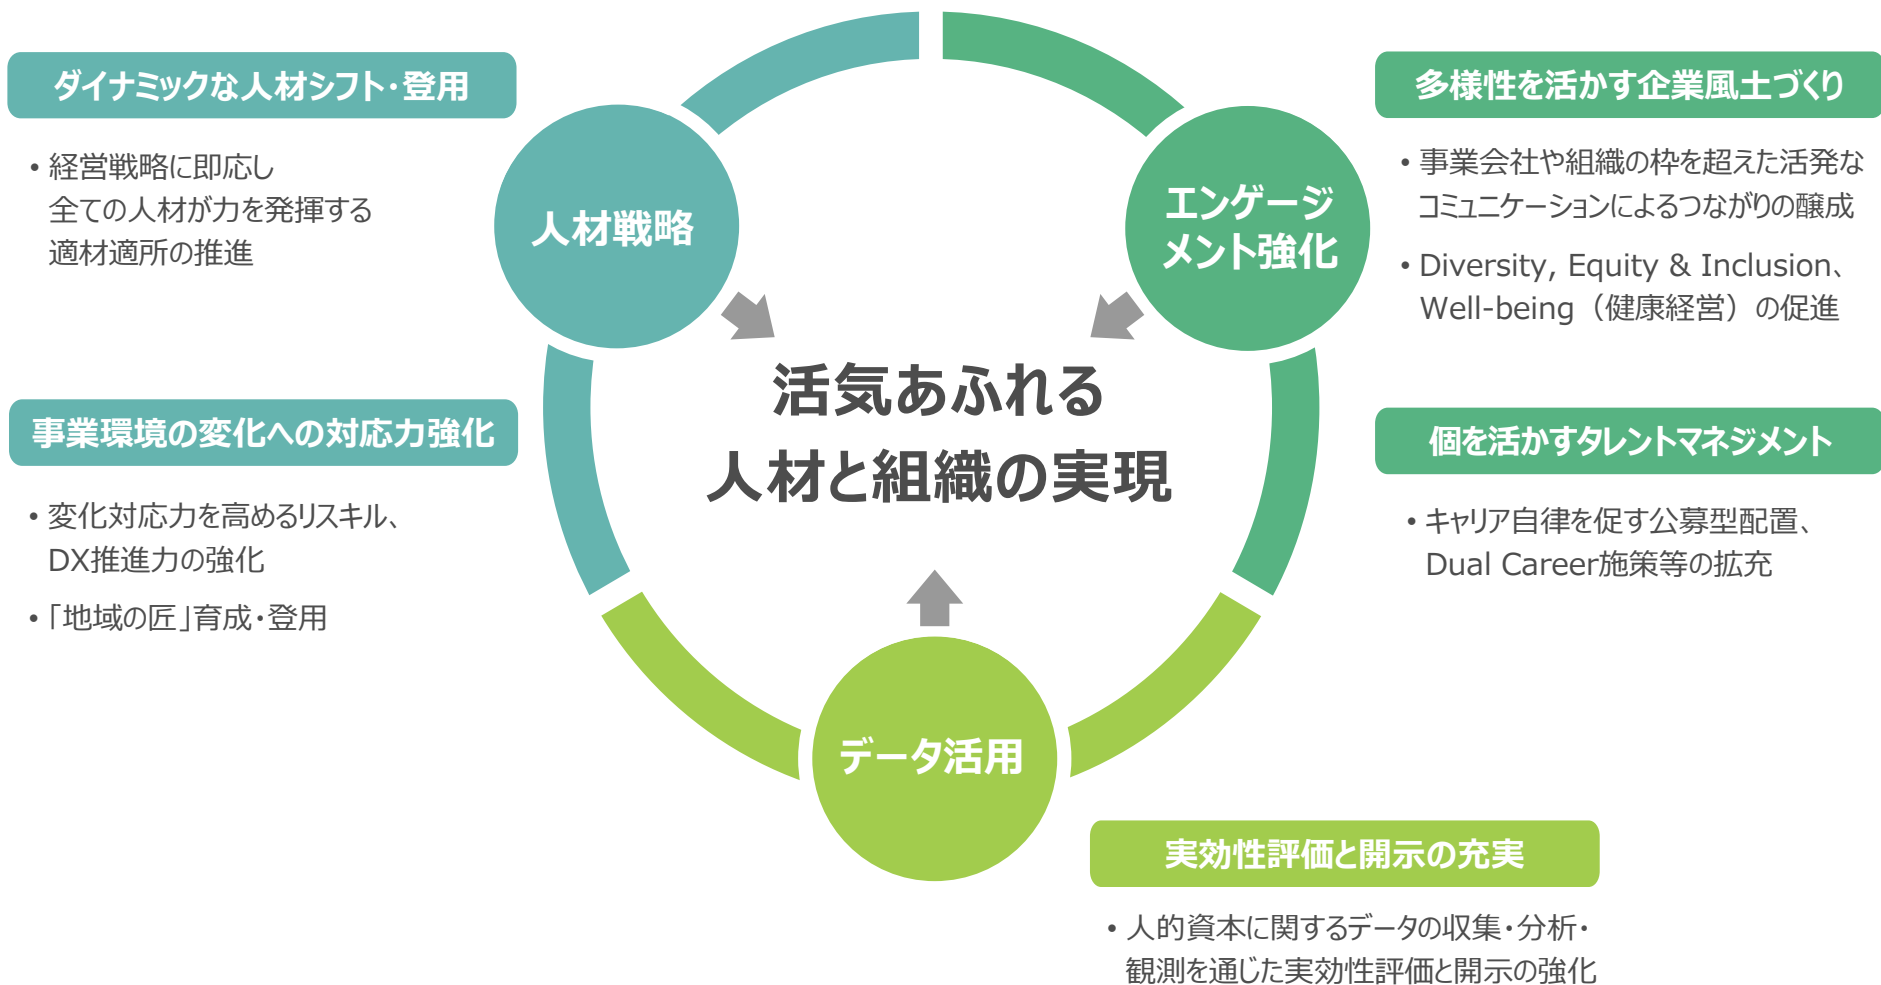 ダイナミックな人材シフト・登用
・経営戦略に即応し
全ての人材が力を発揮する
適材適所の推進
事業環境の変化への対応力強化
・変化対応力を高めるリスキル、
DX推進力の強化
・「地域の匠」育成・登用
人材戦略
エンゲージ
メント強化
活気あふれる
人材と組織の実現
データ活用
多様性を活かす企業風土づくり
・事業会社や組織の枠を超えた活発な
コミュニケーションによるつながりの醸成
・Diversity, Equity & Inclusion、
Well-being（健康経営）の促進
個を活かすタレントマネジメント
・キャリア自律を促す公募型配置、
Dual Career施策等の拡充
実効性評価と開示の充実
・人的資本に関するデータの収集・分析・
観測を通じた実効性評価と開示の強化